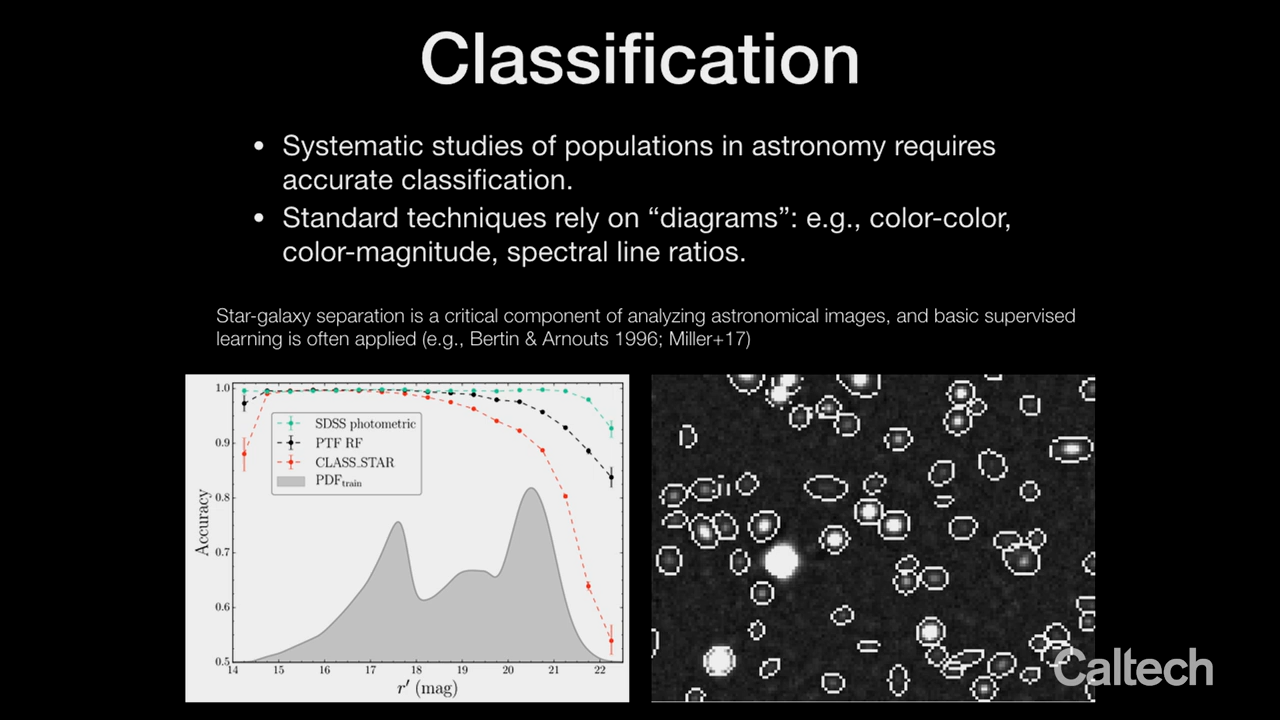 Classification
• Systematic studies of populations in astronomy requires
accurate classification.
• Standard techniques rely on “diagrams”: e.g., color-color,
color-magnitude, spectral line ratios.
Star-galaxy separation is a critical component of analyzing astronomical images, and basic supervised
learning is often applied (e.g., Bertin & Arnouts 1996; Miller+17)
1.0
0.9
0.8
0.7
0.6
0.5
Accuracy
SDSS photometric
PTF RF
CLASS_STAR
PDFtrain
14 15 16 17 18 19 20 21 22
r′ (mag)
Caltech